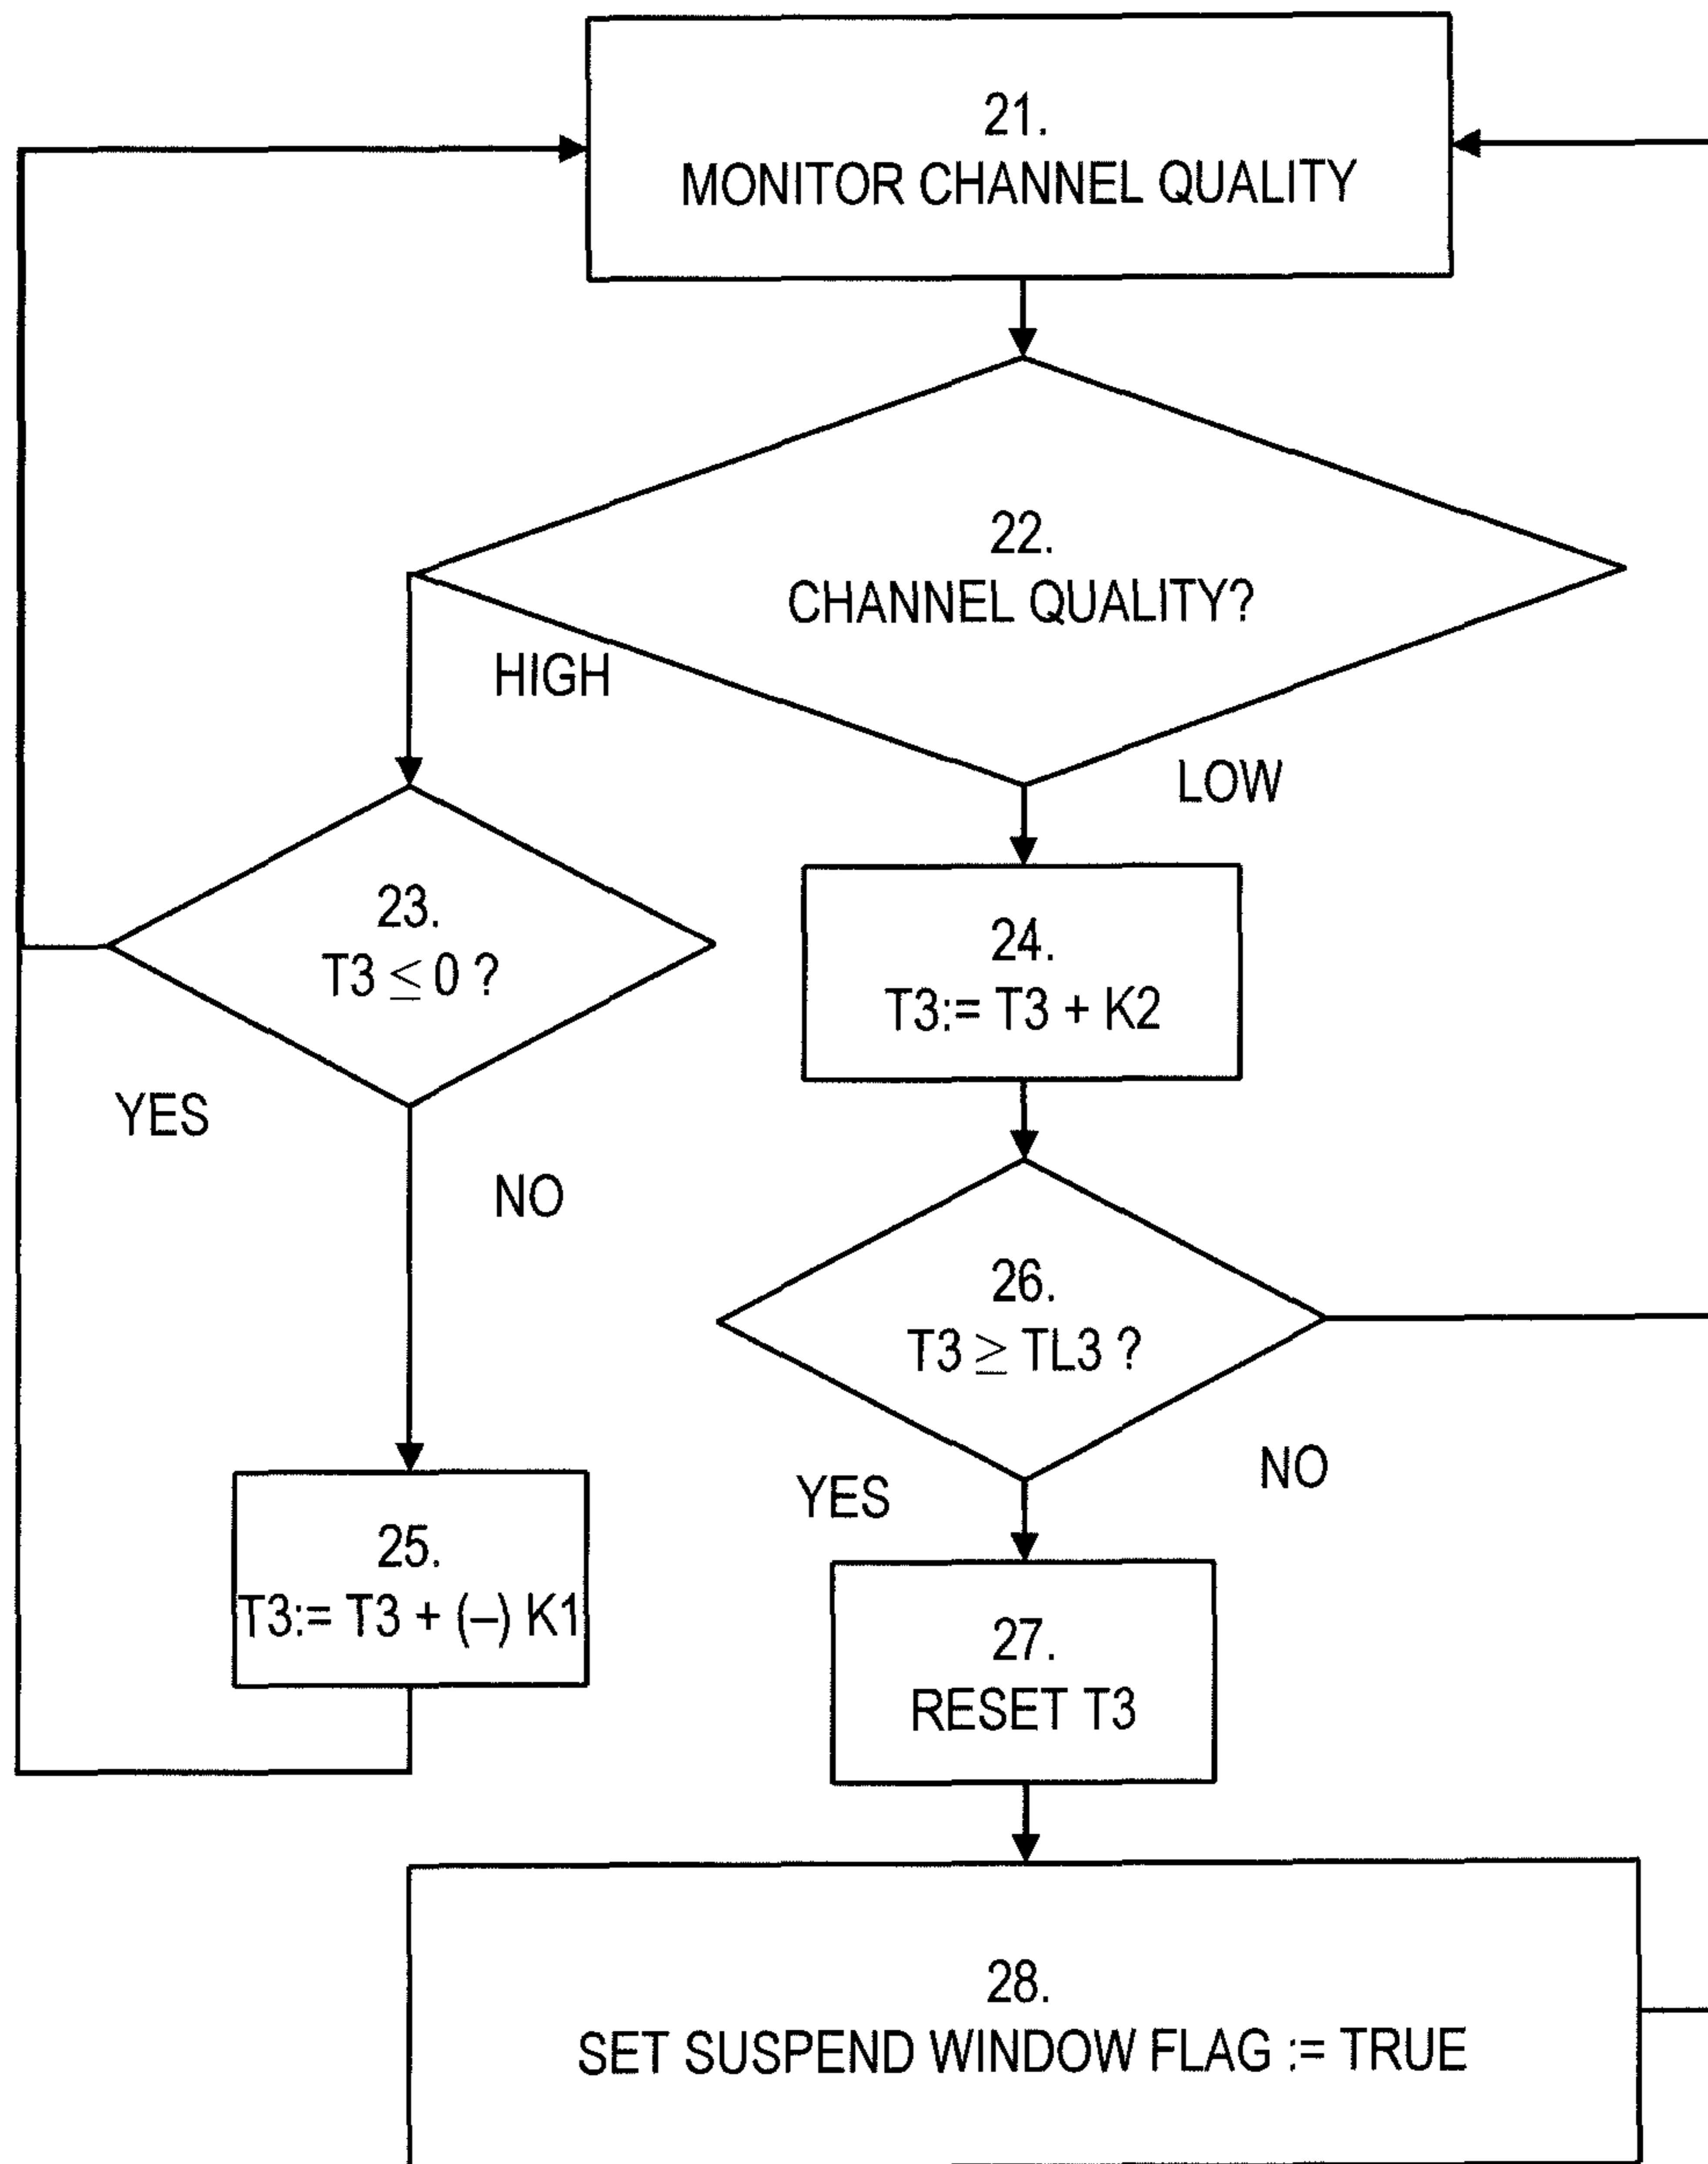 21.
MONITOR CHANNEL QUALITY
22.
CHANNEL QUALITY?
HIGH
LOW
23.
T3 ≤ 0 ?
24.
T3:= T3 + K2
YES
NO
26.
T3 ≥ TL3 ?
NO
YES
25.
T3:= T3 + (–) K1
27.
RESET T3
28.
SET SUSPEND WINDOW FLAG := TRUE